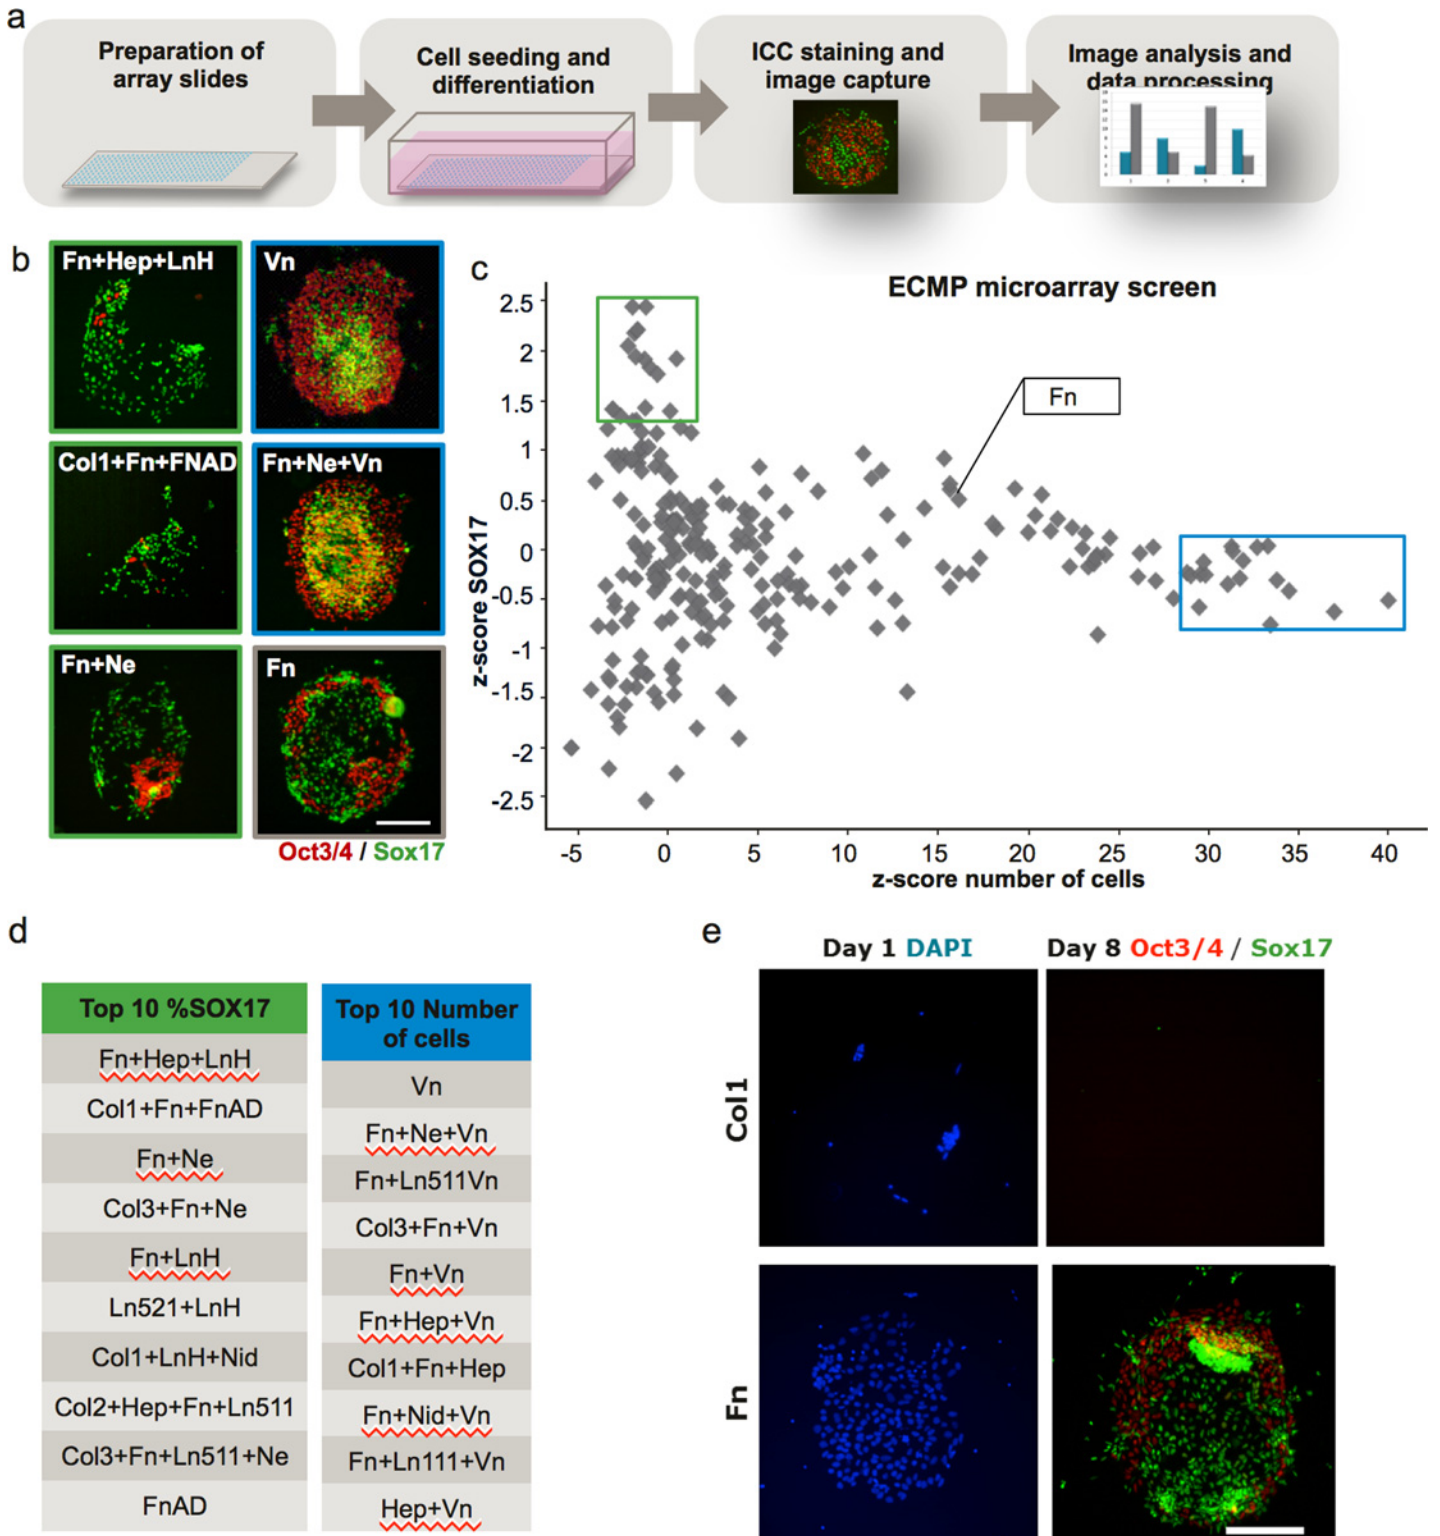 a
Preparation of
array slides
Cell seeding and
differentiation
ICC staining and
image capture
Image analysis and
data processing
b
Fn+Hep+LnH
Vn
Col1+Fn+FNAD
Fn+Ne+Vn
Fn+Ne
Fn
Oct3/4 / Sox17
c
ECMP microarray screen
Fn
z-score SOX17
2.5
2
1.5
1
0.5
0
-0.5
-1
-1.5
-2
-2.5
-5 0 5 10 15 20 25 30 35 40
z-score number of cells
d
Top 10 %SOX17
Fn+Hep+LnH
Col1+Fn+FnAD
Fn+Ne
Col3+Fn+Ne
Fn+LnH
Ln521+LnH
Col1+LnH+Nid
Col2+Hep+Fn+Ln511
Col3+Fn+Ln511+Ne
FnAD
Top 10 Number
of cells
Vn
Fn+Ne+Vn
Fn+Ln511Vn
Col3+Fn+Vn
Fn+Vn
Fn+Hep+Vn
Col1+Fn+Hep
Fn+Nid+Vn
Fn+Ln111+Vn
Hep+Vn
e
Day 1 DAPI
Day 8 Oct3/4 / Sox17
Col1
Fn